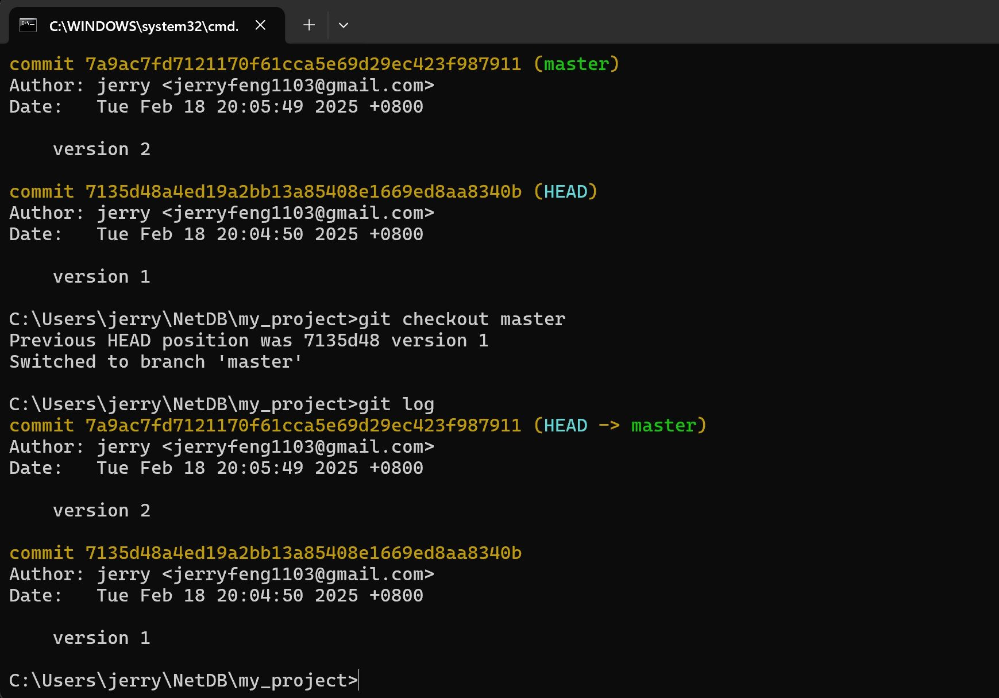 C:\WINDOWS\system32\cmd.
commit 7a9ac7fd7121170f61cca5e69d29ec423f987911 (master)
Author: jerry <jerryfeng1103@gmail.com>
Date:   Tue Feb 18 20:05:49 2025 +0800
version 2
commit 7135d48a4ed19a2bb13a85408e1669ed8aa8340b (HEAD)
Author: jerry <jerryfeng1103@gmail.com>
Date:   Tue Feb 18 20:04:50 2025 +0800
version 1
C:\Users\jerry\NetDB\my_project>git checkout master
Previous HEAD position was 7135d48 version 1
Switched to branch 'master'
C:\Users\jerry\NetDB\my_project>git log
commit 7a9ac7fd7121170f61cca5e69d29ec423f987911 (HEAD -> master)
Author: jerry <jerryfeng1103@gmail.com>
Date:   Tue Feb 18 20:05:49 2025 +0800
version 2
commit 7135d48a4ed19a2bb13a85408e1669ed8aa8340b
Author: jerry <jerryfeng1103@gmail.com>
Date:   Tue Feb 18 20:04:50 2025 +0800
version 1
C:\Users\jerry\NetDB\my_project>